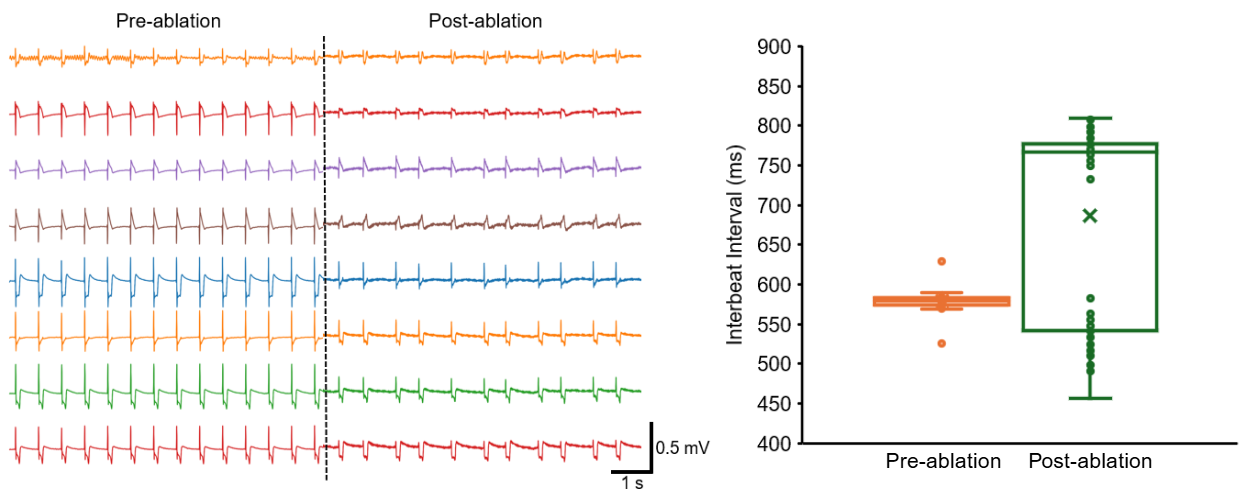 Pre-ablation
Post-ablation
0.5 mV
1 s
Interbeat Interval (ms)
900
850
800
750
700
650
600
550
500
450
400
Pre-ablation
Post-ablation